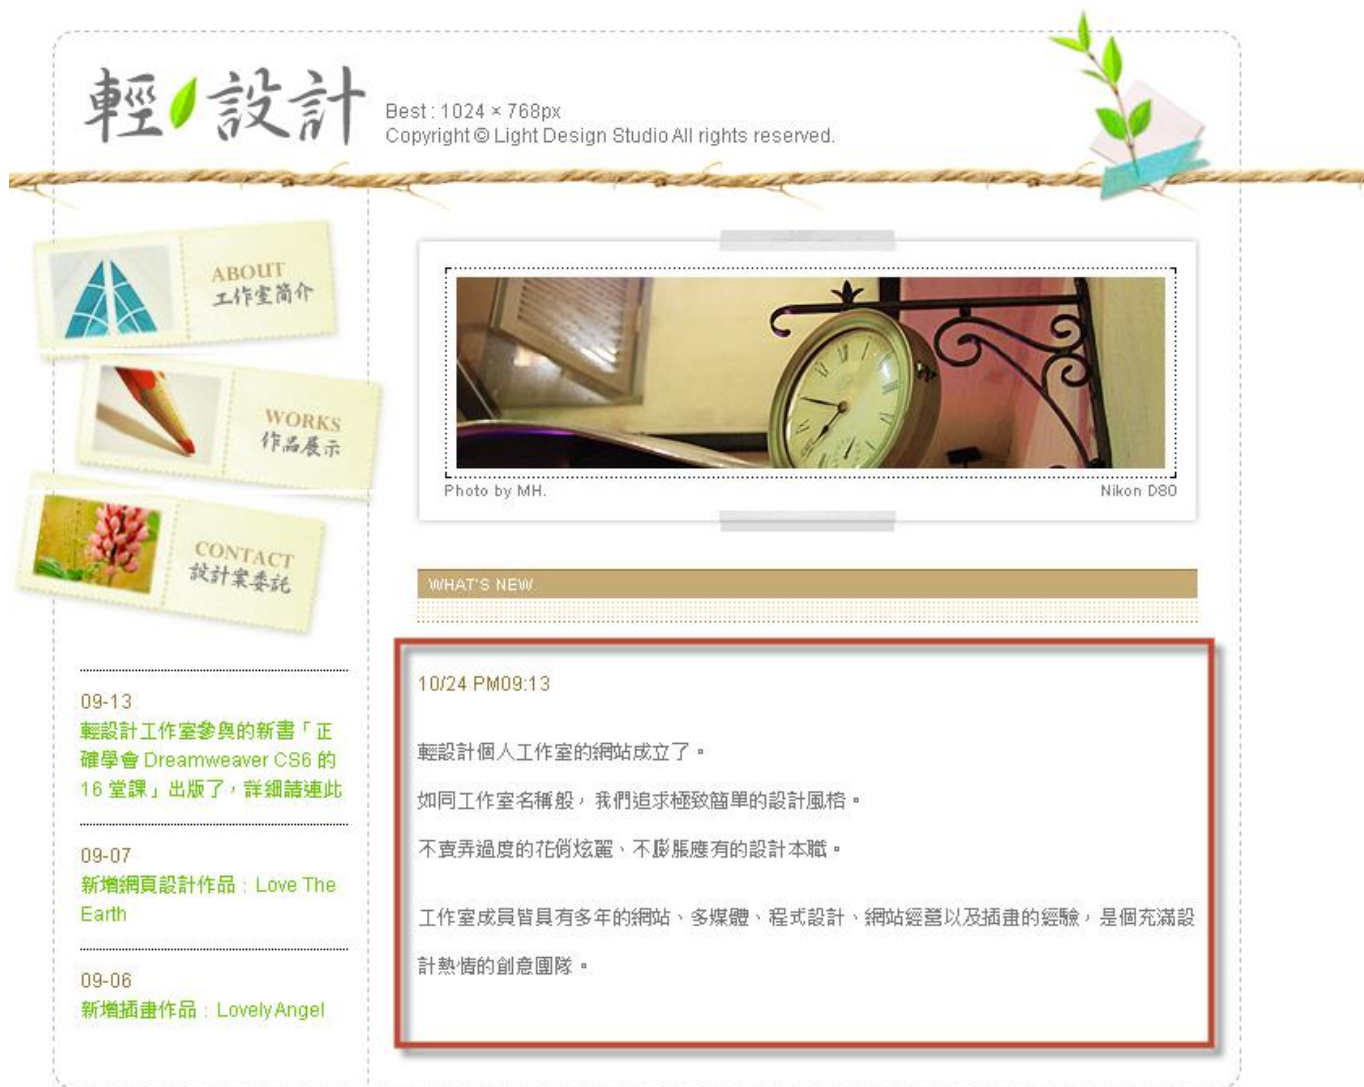 輕設計
Best : 1024 × 768px
Copyright © Light Design Studio All rights reserved.
ABOUT
工作室簡介
WORKS
作品展示
CONTACT
設計案委託
09-13
輕設計工作室參與的新書「正
確學會 Dreamweaver CS6 的
16 堂課」出版了，詳細請連此
09-07
新增網頁設計作品：Love The
Earth
09-06
新增插畫作品：Lovely Angel
Photo by MH.
Nikon D80
WHAT'S NEW
10/24 PM09:13
輕設計個人工作室的網站成立了。
如同工作室名稱般，我們追求極致簡單的設計風格。
不賣弄過度的花俏炫麗、不膨脹應有的設計本職。
工作室成員皆具有多年的網站、多媒體、程式設計、網站經營以及插畫的經驗，是個充滿設
計熱情的創意團隊。